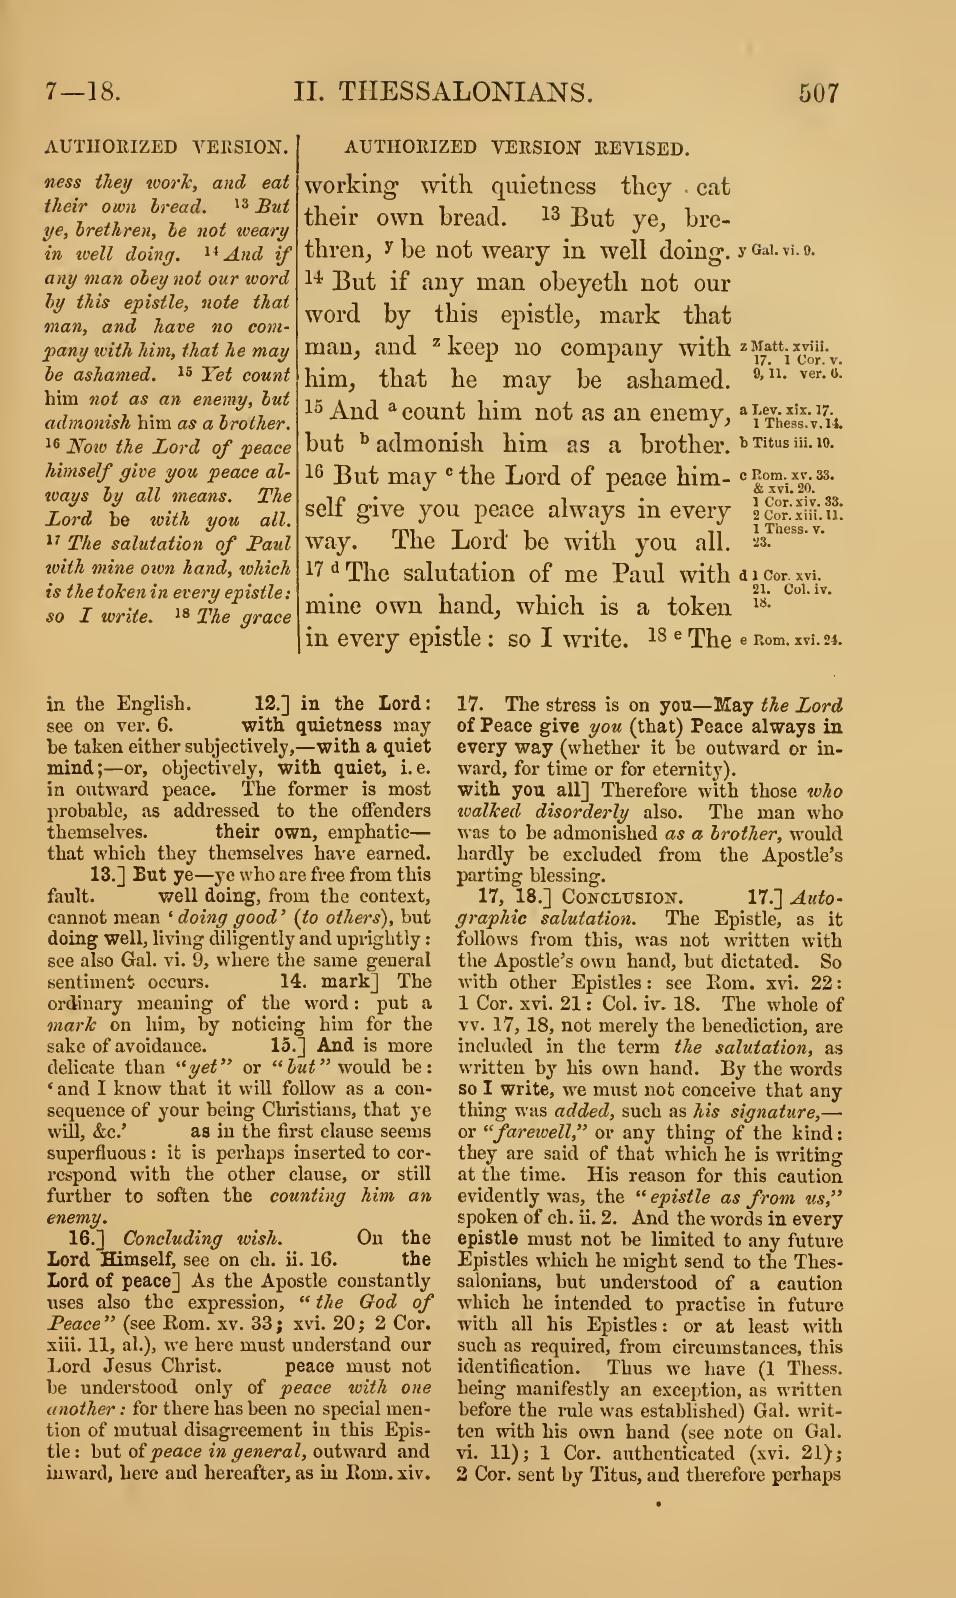 7—18.
II. THESSALONIANS.
507
AUTHORIZED VERSION.
ness they work, and eat
their own bread. 13 But
ye, brethren, be not weary
in well doing. 14 And if
any man obey not our word
by this epistle, note that
man, and have no com-
pany with him, that he may
be ashamed. 15 Yet count
him not as an enemy, but
admonish him as a brother.
16 Now the Lord of peace
himself give you peace al-
ways by all means. The
Lord be with you all.
17 The salutation of Paul
with mine own hand, which
is the token in every epistle:
so I write. 18 The grace
AUTHORIZED VERSION REVISED.
working with quietness they eat
their own bread. 13 But ye, bre-
thren, y be not weary in well doing.
14 But if any man obeyeth not our
word by this epistle, mark that
man, and z keep no company with
him, that he may be ashamed.
15 And a count him not as an enemy,
but b admonish him as a brother.
16 But may c the Lord of peace him-
self give you peace always in every
way. The Lord be with you all.
17 d The salutation of me Paul with
mine own hand, which is a token
in every epistle: so I write. 18 e The
y Gal. vi. 9.
z Matt. xviii.
17. 1 Cor. v.
9, 11. ver. 6.
a Lev. xix. 17.
1 Thess. v. 14.
b Titus iii. 10.
c Rom. xv. 33.
& xvi. 20.
1 Cor. xiv. 33.
2 Cor. xiii. 11.
1 Thess. v.
23.
d 1 Cor. xvi.
21. Col. iv.
18.
e Rom. xvi. 24.
in the English. 12.] in the Lord:
see on ver. 6. with quietness may
be taken either subjectively,—with a quiet
mind;—or, objectively, with quiet, i. e.
in outward peace. The former is most
probable, as addressed to the offenders
themselves. their own, emphatic—
that which they themselves have earned.
13.] But ye—ye who are free from this
fault. well doing, from the context,
cannot mean ‘doing good’ (to others), but
doing well, living diligently and uprightly:
see also Gal. vi. 9, where the same general
sentiment occurs. 14. mark] The
ordinary meaning of the word: put a
mark on him, by noticing him for the
sake of avoidance. 15.] And is more
delicate than “yet” or “but” would be:
‘and I know that it will follow as a con-
sequence of your being Christians, that ye
will, &c.’ as in the first clause seems
superfluous: it is perhaps inserted to cor-
respond with the other clause, or still
further to soften the counting him an
enemy.
16.] Concluding wish. On the
Lord Himself, see on ch. ii. 16. the
Lord of peace] As the Apostle constantly
uses also the expression, “the God of
Peace” (see Rom. xv. 33; xvi. 20; 2 Cor.
xiii. 11, al.), we here must understand our
Lord Jesus Christ. peace must not
be understood only of peace with one
another: for there has been no special men-
tion of mutual disagreement in this Epis-
tle: but of peace in general, outward and
inward, here and hereafter, as in Rom. xiv.
17. The stress is on you—May the Lord
of Peace give you (that) Peace always in
every way (whether it be outward or in-
ward, for time or for eternity).
with you all] Therefore with those who
walked disorderly also. The man who
was to be admonished as a brother, would
hardly be excluded from the Apostle’s
parting blessing.
17, 18.] CONCLUSION. 17.] Auto-
graphic salutation. The Epistle, as it
follows from this, was not written with
the Apostle’s own hand, but dictated. So
with other Epistles: see Rom. xvi. 22:
1 Cor. xvi. 21: Col. iv. 18. The whole of
vv. 17, 18, not merely the benediction, are
included in the term the salutation, as
written by his own hand. By the words
so I write, we must not conceive that any
thing was added, such as his signature,—
or “farewell,” or any thing of the kind:
they are said of that which he is writing
at the time. His reason for this caution
evidently was, the “epistle as from us,”
spoken of ch. ii. 2. And the words in every
epistle must not be limited to any future
Epistles which he might send to the Thes-
salonians, but understood of a caution
which he intended to practise in future
with all his Epistles: or at least with
such as required, from circumstances, this
identification. Thus we have (1 Thess.
being manifestly an exception, as written
before the rule was established) Gal. writ-
ten with his own hand (see note on Gal.
vi. 11); 1 Cor. authenticated (xvi. 21);
2 Cor. sent by Titus, and therefore perhaps